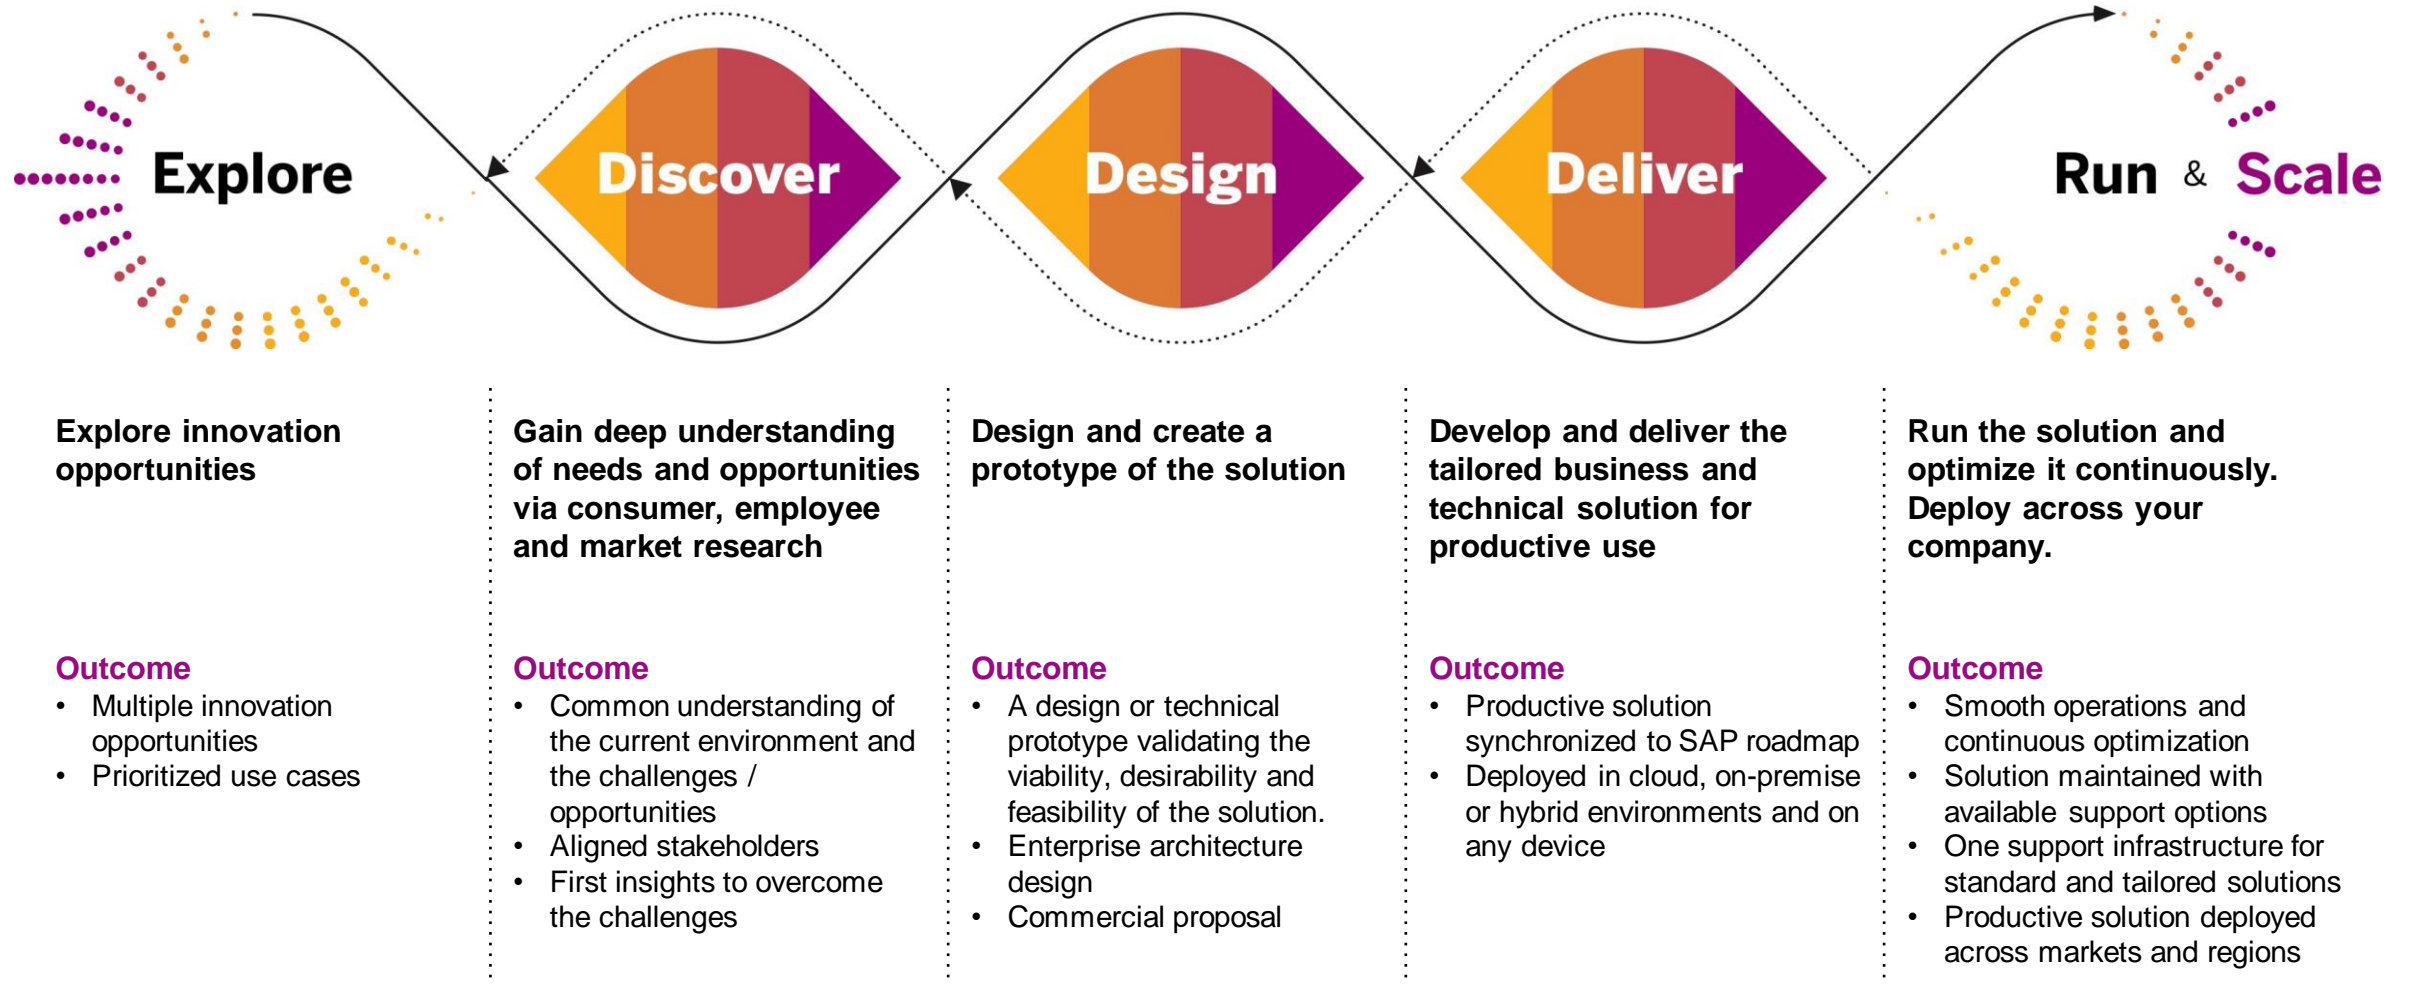 Explore
Discover
Design
Deliver
Run & Scale
Explore innovation
opportunities
Outcome
• Multiple innovation
opportunities
• Prioritized use cases
Gain deep understanding
of needs and opportunities
via consumer, employee
and market research
Outcome
• Common understanding of
the current environment and
the challenges /
opportunities
• Aligned stakeholders
• First insights to overcome
the challenges
Design and create a
prototype of the solution
Outcome
• A design or technical
prototype validating the
viability, desirability and
feasibility of the solution.
• Enterprise architecture
design
• Commercial proposal
Develop and deliver the
tailored business and
technical solution for
productive use
Outcome
• Productive solution
synchronized to SAP roadmap
• Deployed in cloud, on-premise
or hybrid environments and on
any device
Run the solution and
optimize it continuously.
Deploy across your
company.
Outcome
• Smooth operations and
continuous optimization
• Solution maintained with
available support options
• One support infrastructure for
standard and tailored solutions
• Productive solution deployed
across markets and regions